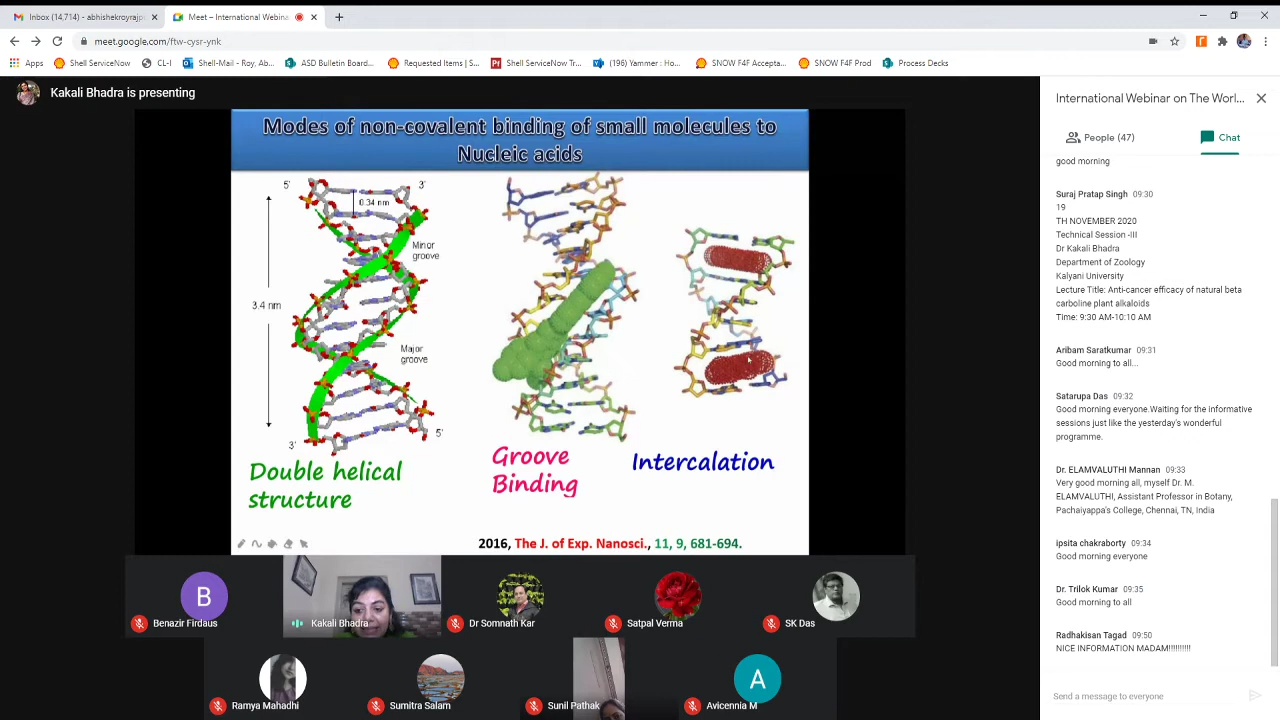 Inbox (14,714) - abhishekroyrajp
Meet – International Webina
meet.google.com/ftw-cysr-ynk
Apps
Shell ServiceNow
CL-I
Shell-Mail - Roy, Ab...
ASD Bulletin Board...
Requested Items | S...
Shell ServiceNow Tr...
(196) Yammer : Ho...
SNOW F4F Accepta...
SNOW F4F Prod
Process Decks
Kakali Bhadra is presenting
Modes of non-covalent binding of small molecules to
Nucleic acids
5'
3'
0.34 nm
Minor
groove
3.4 nm
Major
groove
3'
5'
Double helical
structure
Groove
Binding
Intercalation
2016, The J. of Exp. Nanosci., 11, 9, 681-694.
B
Benazir Firdaus
Kakali Bhadra
Dr Somnath Kar
Satpal Verma
SK Das
Ramya Mahadhi
Sumitra Salam
Sunil Pathak
A
Avicennia M
International Webinar on The Worl...
People (47)
Chat
good morning
Suraj Pratap Singh 09:30
19
TH NOVEMBER 2020
Technical Session -III
Dr Kakali Bhadra
Department of Zoology
Kalyani University
Lecture Title: Anti-cancer efficacy of natural beta
carboline plant alkaloids
Time: 9:30 AM-10:10 AM
Aribam Saratkumar 09:31
Good morning to all...
Satarupa Das 09:32
Good morning everyone.Waiting for the informative
sessions just like the yesterday's wonderful
programme.
Dr. ELAMVALUTHI Mannan 09:33
Very good morning all, myself Dr. M.
ELAMVALUTHI, Assistant Professor in Botany,
Pachaiyappa's College, Chennai, TN, India
ipsita chakraborty 09:34
Good morning everyone
Dr. Trilok Kumar 09:35
Good morning to all
Radhakisan Tagad 09:50
NICE INFORMATION MADAM!!!!!!!!!!
Send a message to everyone